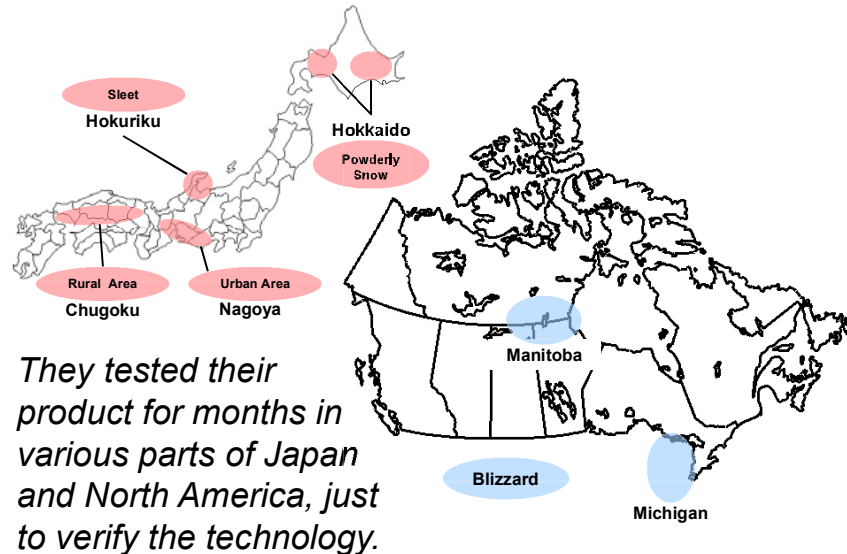 Sleet
Hokuriku
Hokkaido
Powderly
Snow
Rural Area
Chugoku
Urban Area
Nagoya
Manitoba
Blizzard
Michigan
They tested their
product for months in
various parts of Japan
and North America, just
to verify the technology.